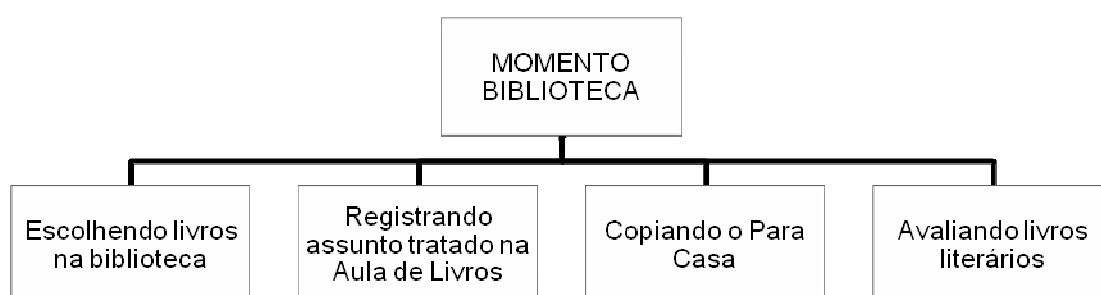 MOMENTO
BIBLIOTECA
Escolhendo livros
na biblioteca
Registrando
assunto tratado na
Aula de Livros
Copiando o Para
Casa
Avaliando livros
literários